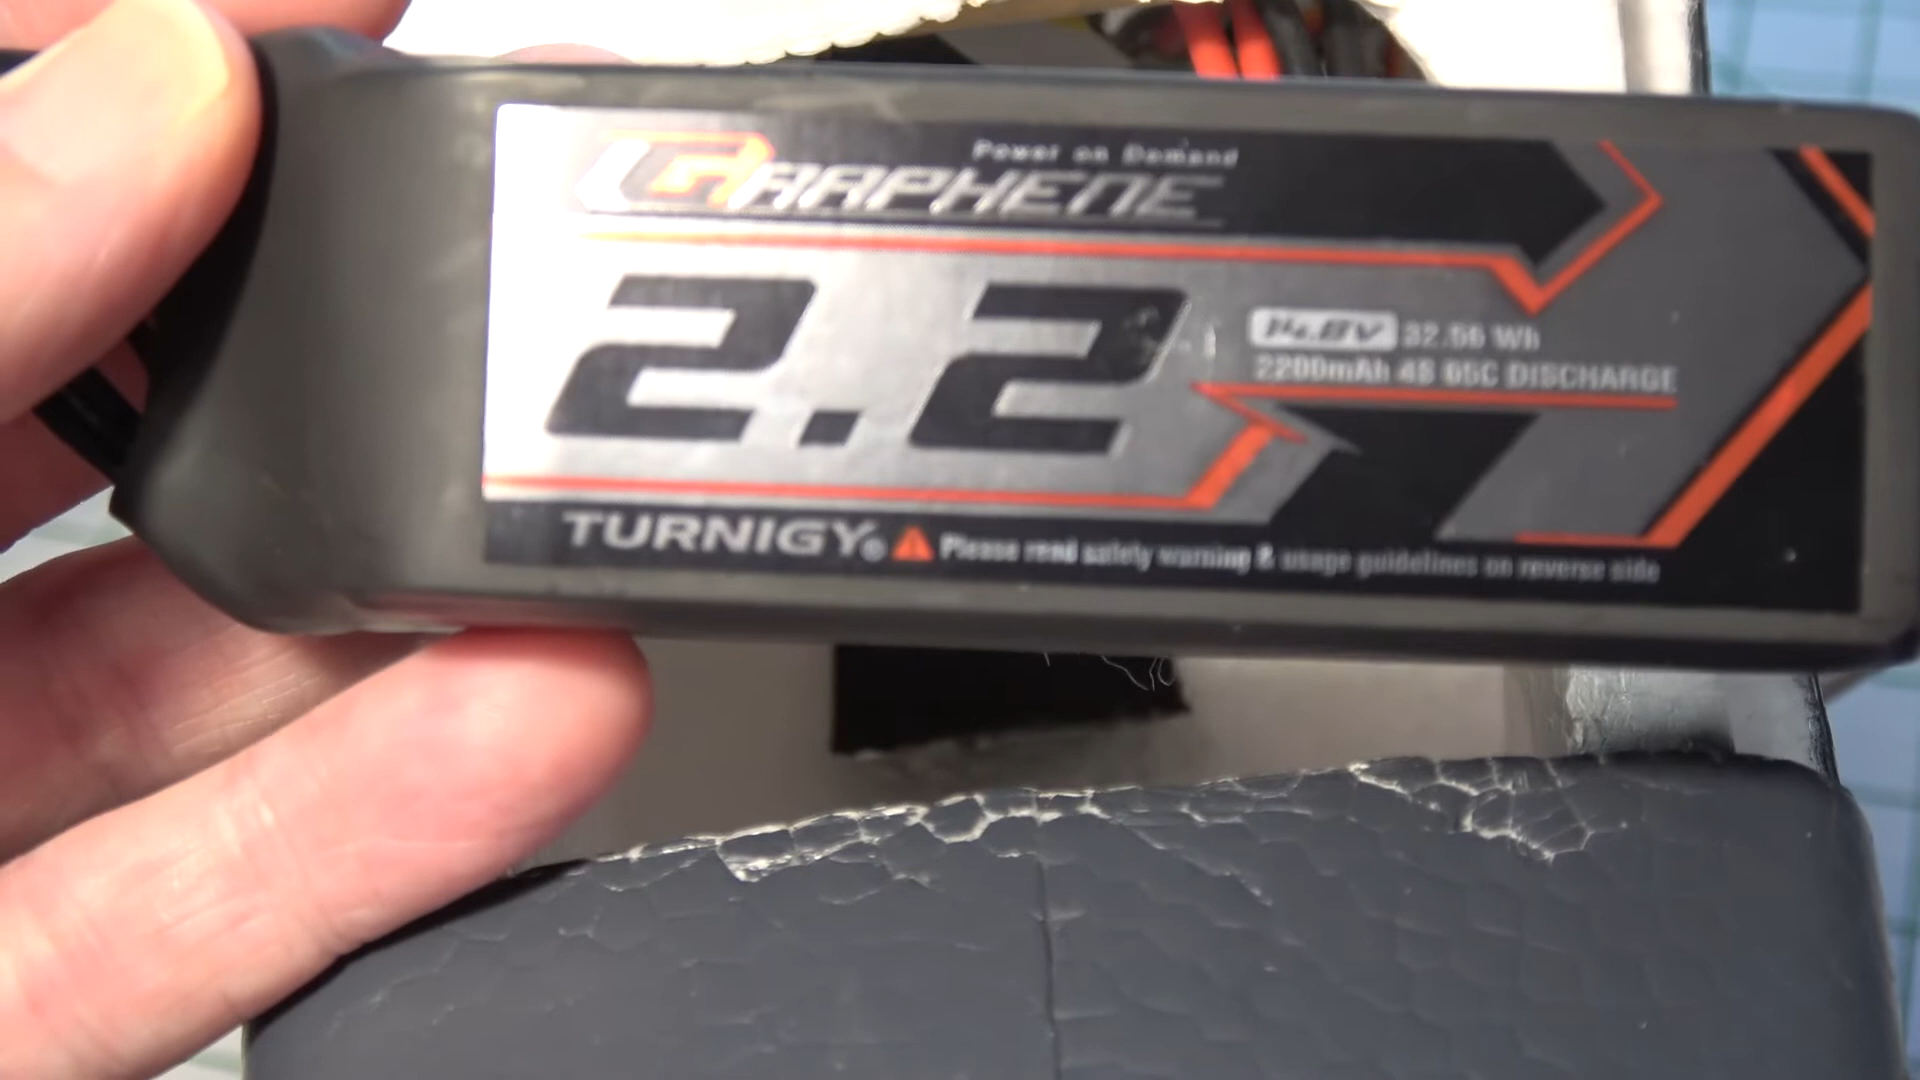 Power on Demand
GRAPHENE
2.2
14.8V 32.56 Wh
2200mAh 4S 65C DISCHARGE
TURNIGY® Please read safety warning & usage guidelines on reverse side